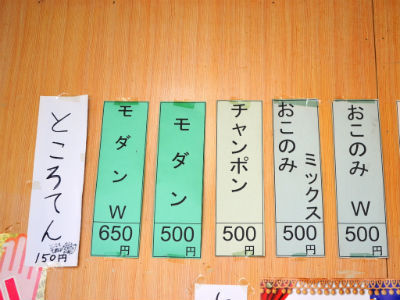 ところてん
150円
モダンW
650円
モダン
500円
チャンポン
500円
おこのみ
ミックス
500円
おこのみW
500円